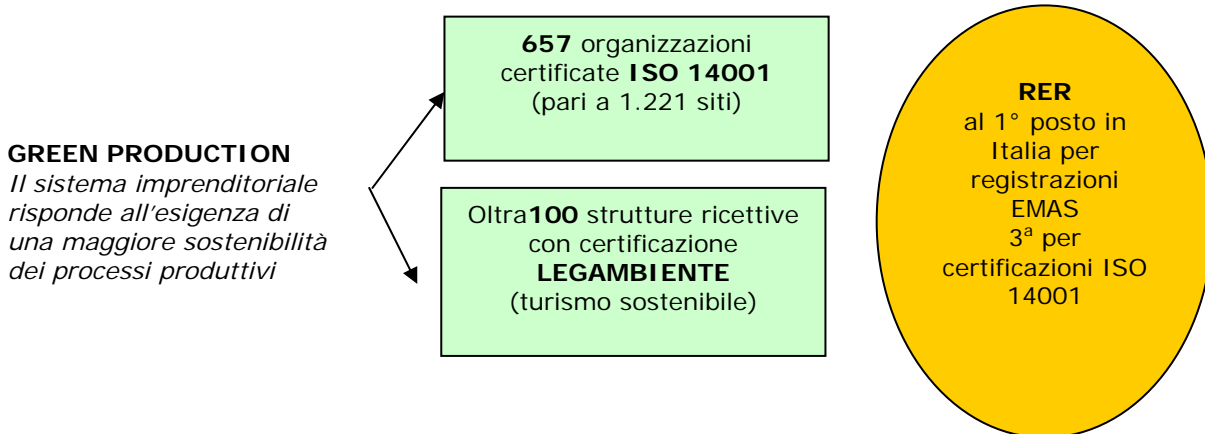 GREEN PRODUCTION
Il sistema imprenditoriale
risponde all'esigenza di
una maggiore sostenibilità
dei processi produttivi
657 organizzazioni
certificate ISO 14001
(pari a 1.221 siti)
Oltra100 strutture ricettive
con certificazione
LEGAMBIENTE
(turismo sostenibile)
RER
al 1° posto in
Italia per
registrazioni
EMAS
3ª per
certificazioni ISO
14001